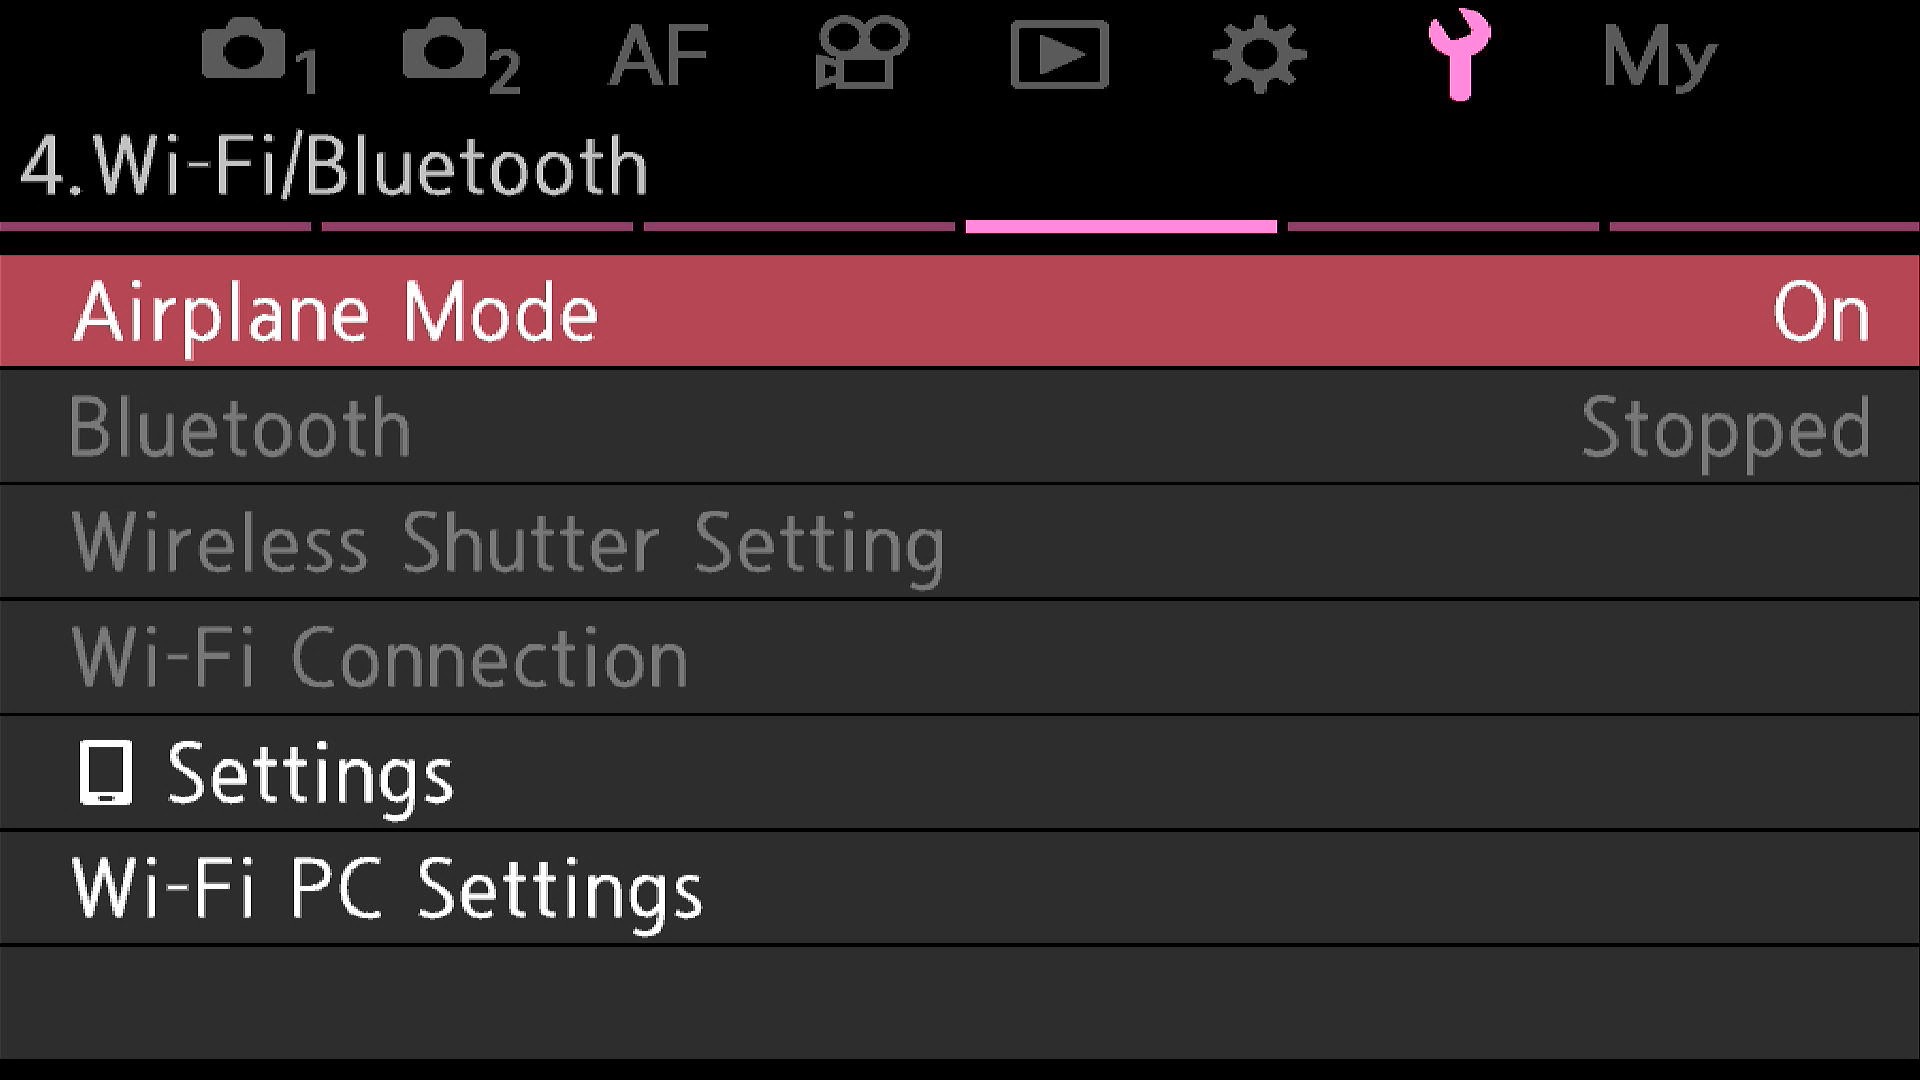 1 2 AF My
4.Wi-Fi/Bluetooth
Airplane Mode On
Bluetooth Stopped
Wireless Shutter Setting
Wi-Fi Connection
Settings
Wi-Fi PC Settings